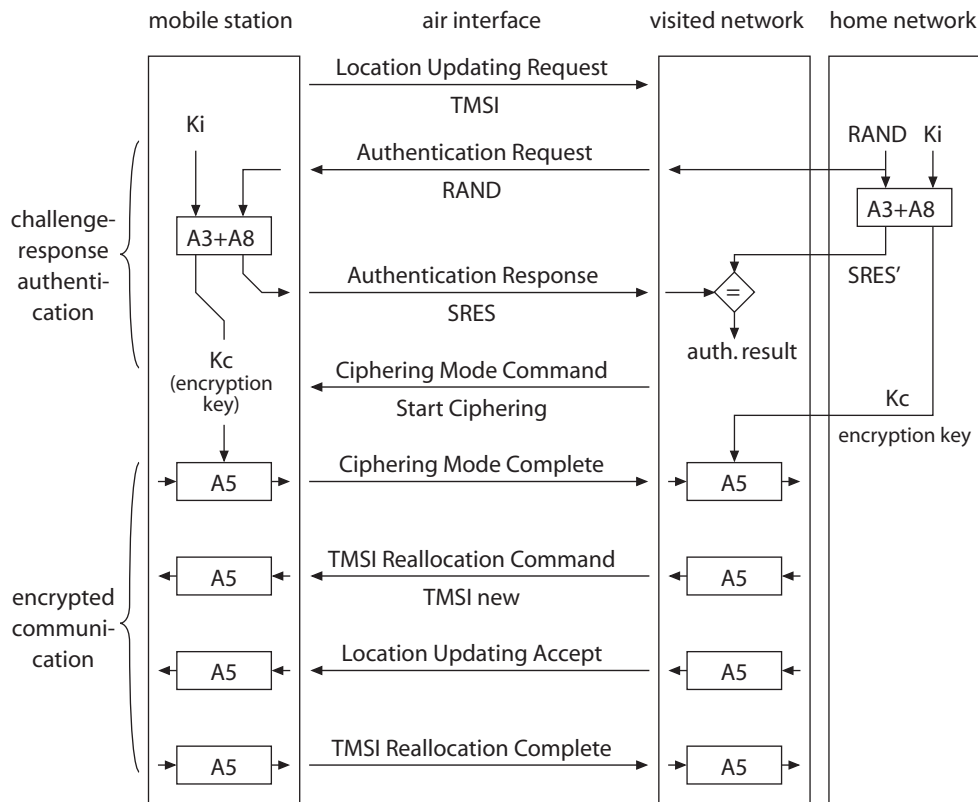 mobile station air interface visited network home network
Location Updating Request
TMSI
Ki
RAND Ki
Authentication Request
RAND
A3+A8
A3+A8
challenge-
response
authenti-
cation
Authentication Response
SRES
=
SRES’
auth. result
Kc
(encryption
key)
Ciphering Mode Command
Start Ciphering
Kc
encryption key
Ciphering Mode Complete
A5 A5
TMSI Reallocation Command
A5 A5
TMSI new
encrypted
communi-
cation
Location Updating Accept
A5 A5
TMSI Reallocation Complete
A5 A5